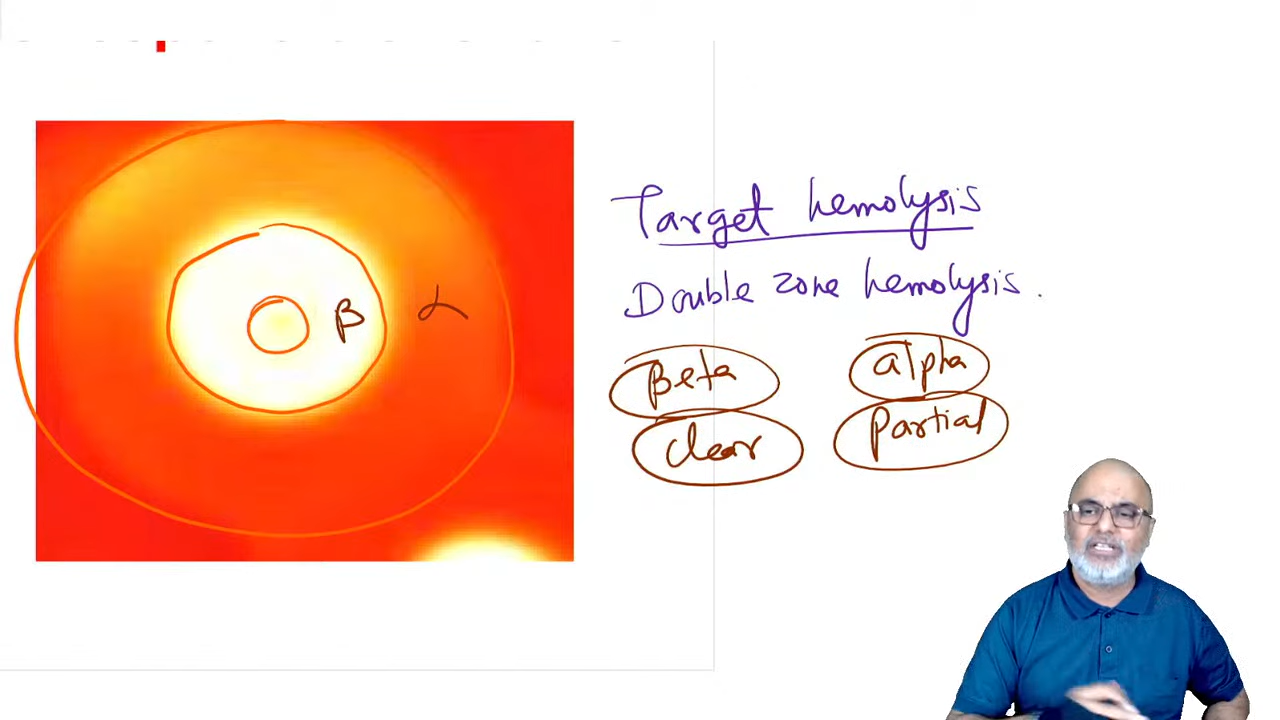 β α
Target hemolysis
Double zone hemolysis.
Beta alpha
clear Partial